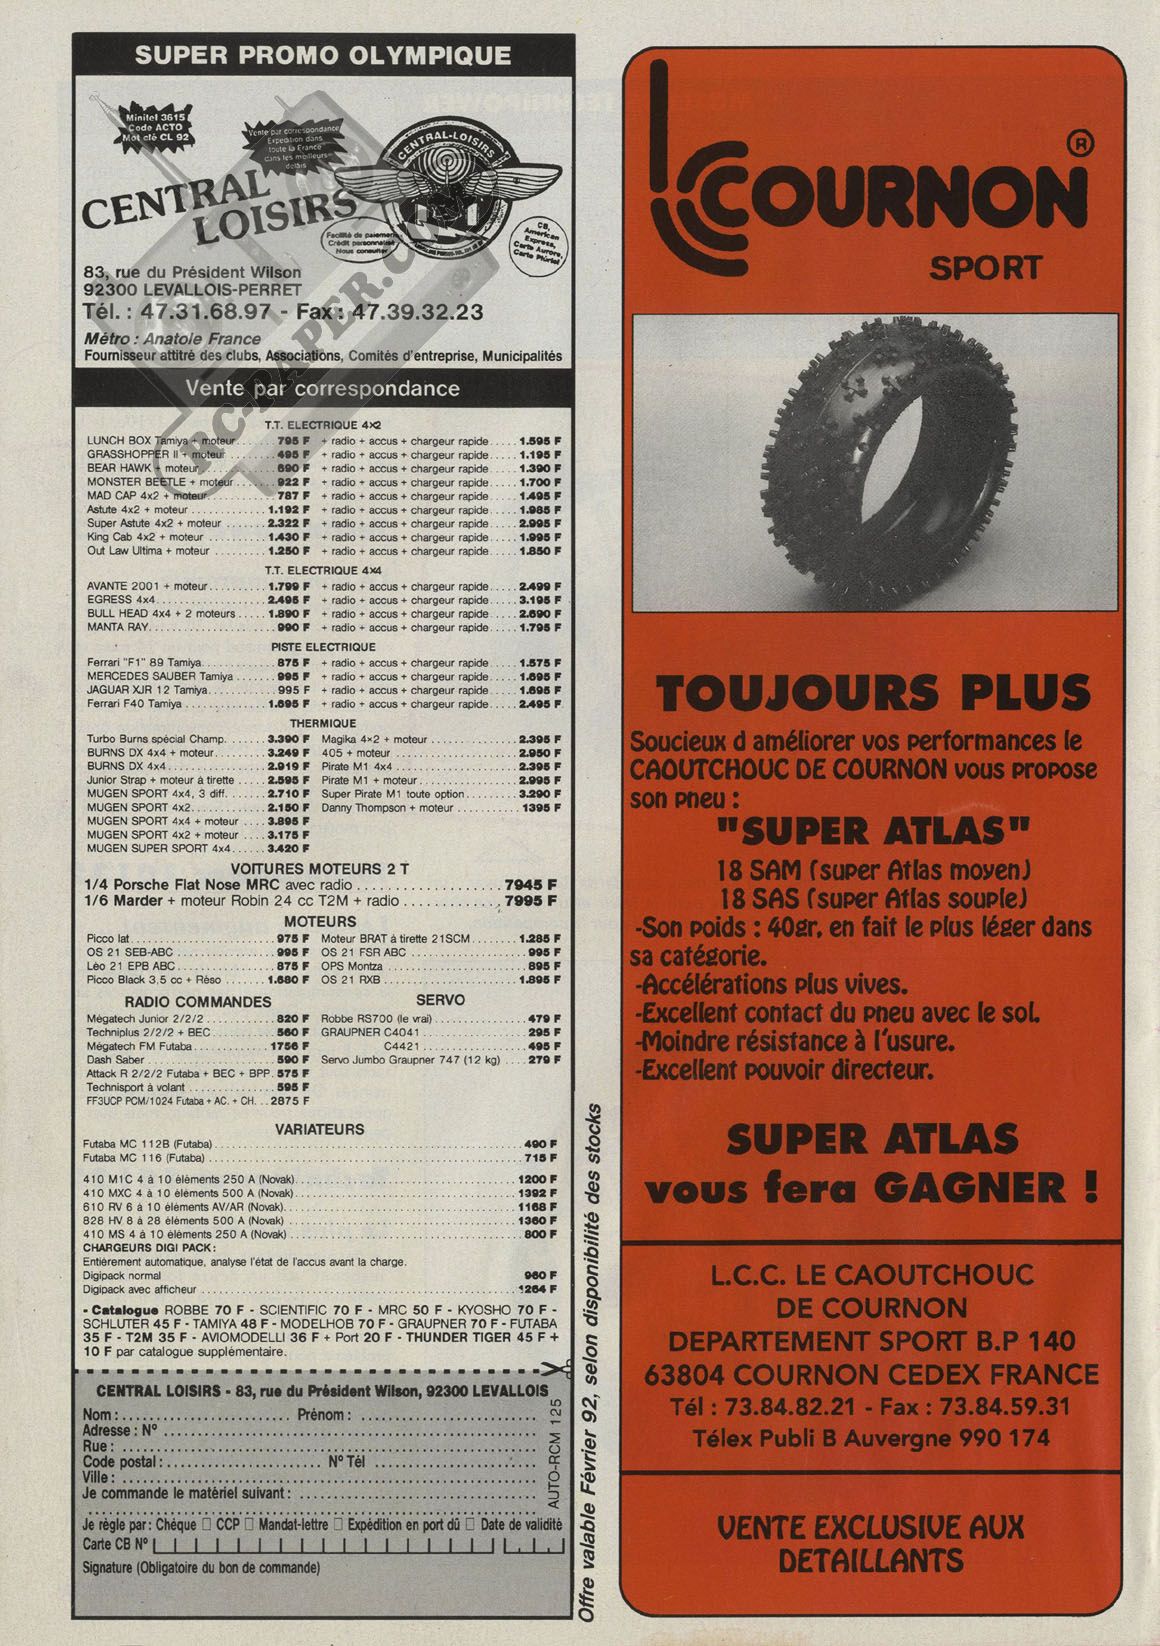 SUPER PROMO OLYMPIQUE
Minitel 3615
Code ACTO
Mot clé CL 92
Vente par correspondance
Expédition dans
toute la France
dans les meilleurs
délais
CENTRAL
LOISIRS
CENTRAL-LOISIRS
Facilité de paiement
Crédit personnalisé
Nous consulter
CB,
American
Express,
Carte Aurore,
Carte Pluriel
83, rue du Président Wilson
92300 LEVALLOIS-PERRET
Tél. : 47.31.68.97 - Fax : 47.39.32.23
Métro : Anatole France
Fournisseur attitré des clubs, Associations, Comités d'entreprise, Municipalités
RC-PAPER.COM
Vente par correspondance
T.T. ELECTRIQUE 4x2
LUNCH BOX Tamiya + moteur....... 795 F + radio + accus + chargeur rapide..... 1.595 F
GRASSHOPPER II + moteur....... 495 F + radio + accus + chargeur rapide..... 1.195 F
BEAR HAWK + moteur....... 690 F + radio + accus + chargeur rapide..... 1.390 F
MONSTER BEETLE + moteur....... 922 F + radio + accus + chargeur rapide..... 1.700 F
MAD CAP 4x2 + moteur....... 787 F + radio + accus + chargeur rapide..... 1.495 F
Astute 4x2 + moteur....... 1.192 F + radio + accus + chargeur rapide..... 1.985 F
Super Astute 4x2 + moteur....... 2.322 F + radio + accus + chargeur rapide..... 2.995 F
King Cab 4x2 + moteur....... 1.430 F + radio + accus + chargeur rapide..... 1.995 F
Out Law Ultima + moteur....... 1.250 F + radio + accus + chargeur rapide..... 1.850 F
T.T. ELECTRIQUE 4x4
AVANTE 2001 + moteur....... 1.799 F + radio + accus + chargeur rapide..... 2.499 F
EGRESS 4x4....... 2.495 F + radio + accus + chargeur rapide..... 3.195 F
BULL HEAD 4x4 + 2 moteurs....... 1.890 F + radio + accus + chargeur rapide..... 2.690 F
MANTA RAY....... 990 F + radio + accus + chargeur rapide..... 1.795 F
PISTE ELECTRIQUE
Ferrari "F1" 89 Tamiya....... 875 F + radio + accus + chargeur rapide..... 1.575 F
MERCEDES SAUBER Tamiya....... 995 F + radio + accus + chargeur rapide..... 1.695 F
JAGUAR XJR 12 Tamiya....... 995 F + radio + accus + chargeur rapide..... 1.695 F
Ferrari F40 Tamiya....... 1.695 F + radio + accus + chargeur rapide..... 2.495 F
THERMIQUE
Turbo Burns spécial Champ....... 3.390 F Magika 4x2 + moteur....... 2.395 F
BURNS DX 4x4 + moteur....... 3.249 F 405 + moteur....... 2.950 F
BURNS DX 4x4....... 2.919 F Pirate M1 4x4....... 2.395 F
Junior Strap + moteur à tirette....... 2.595 F Pirate M1 + moteur....... 2.995 F
MUGEN SPORT 4x4, 3 diff....... 2.710 F Super Pirate M1 toute option....... 3.290 F
MUGEN SPORT 4x2....... 2.150 F Danny Thompson + moteur....... 1395 F
MUGEN SPORT 4x4 + moteur.... 3.895 F
MUGEN SPORT 4x2 + moteur.... 3.175 F
MUGEN SUPER SPORT 4x4...... 3.420 F
VOITURES MOTEURS 2 T
1/4 Porsche Flat Nose MRC avec radio..................... 7945 F
1/6 Marder + moteur Robin 24 cc T2M + radio............. 7995 F
MOTEURS
Picco lat....... 975 F Moteur BRAT à tirette 21SCM....... 1.285 F
OS 21 SEB-ABC....... 995 F OS 21 FSR ABC....... 995 F
Léo 21 EPB ABC....... 875 F OPS Montza....... 895 F
Picco Black 3,5 cc + Réso....... 1.680 F OS 21 RXB....... 1.895 F
RADIO COMMANDES SERVO
Mégatech Junior 2/2/2....... 820 F Robbe RS700 (le vrai)....... 479 F
Techniplus 2/2/2 + BEC....... 560 F GRAUPNER C4041....... 295 F
Mégatech FM Futaba....... 1756 F C4421....... 495 F
Dash Saber....... 590 F Servo Jumbo Graupner 747 (12 kg).... 279 F
Attack R 2/2/2 Futaba + BEC + BPP. 575 F
Technisport à volant....... 595 F
FF3UCP PCM/1024 Futaba + AC. + CH... 2875 F
VARIATEURS
Futaba MC 112B (Futaba)....... 490 F
Futaba MC 116 (Futaba)....... 715 F
410 M1C 4 à 10 éléments 250 A (Novak)....... 1200 F
410 MXC 4 à 10 éléments 500 A (Novak)....... 1392 F
610 RV 6 à 10 éléments AV/AR (Novak)....... 1168 F
828 HV 8 à 28 éléments 500 A (Novak)....... 1360 F
410 MS 4 à 10 éléments 250 A (Novak)....... 800 F
CHARGEURS DIGI PACK :
Entièrement automatique, analyse l'état de l'accus avant la charge.
Digipack normal 960 F
Digipack avec afficheur....... 1264 F
- Catalogue ROBBE 70 F - SCIENTIFIC 70 F - MRC 50 F - KYOSHO 70 F -
SCHLUTER 45 F - TAMIYA 48 F - MODELHOB 70 F - GRAUPNER 70 F - FUTABA
35 F - T2M 35 F - AVIOMODELLI 36 F + Port 20 F - THUNDER TIGER 45 F +
10 F par catalogue supplémentaire.
CENTRAL LOISIRS - 83, rue du Président Wilson, 92300 LEVALLOIS
Nom :............ Prénom :............
Adresse : N°............
Rue :............
Code postal :............ N° Tél............
Ville :............
Je commande le matériel suivant :............
Je règle par : Chéque □ CCP □ Mandat-lettre □ Expédition en port dû □ Date de validité
Carte CB N°
Signature (Obligatoire du bon de commande)
AUTO-RCM 125
Offre valable Février 92, selon disponibilité des stocks
COURNON ®
SPORT
TOUJOURS PLUS
Soucieux d améliorer vos performances le
CAOUTCHOUC DE COURNON vous propose
son pneu :
"SUPER ATLAS"
18 SAM (super Atlas moyen)
18 SAS (super Atlas souple)
-Son poids : 40gr, en fait le plus léger dans
sa catégorie.
-Accélérations plus vives.
-Excellent contact du pneu avec le sol.
-Moindre résistance à l'usure.
-Excellent pouvoir directeur.
SUPER ATLAS
vous fera GAGNER !
L.C.C. LE CAOUTCHOUC
DE COURNON
DEPARTEMENT SPORT B.P 140
63804 COURNON CEDEX FRANCE
Tél : 73.84.82.21 - Fax : 73.84.59.31
Télex Publi B Auvergne 990 174
VENTE EXCLUSIVE AUX
DETAILLANTS